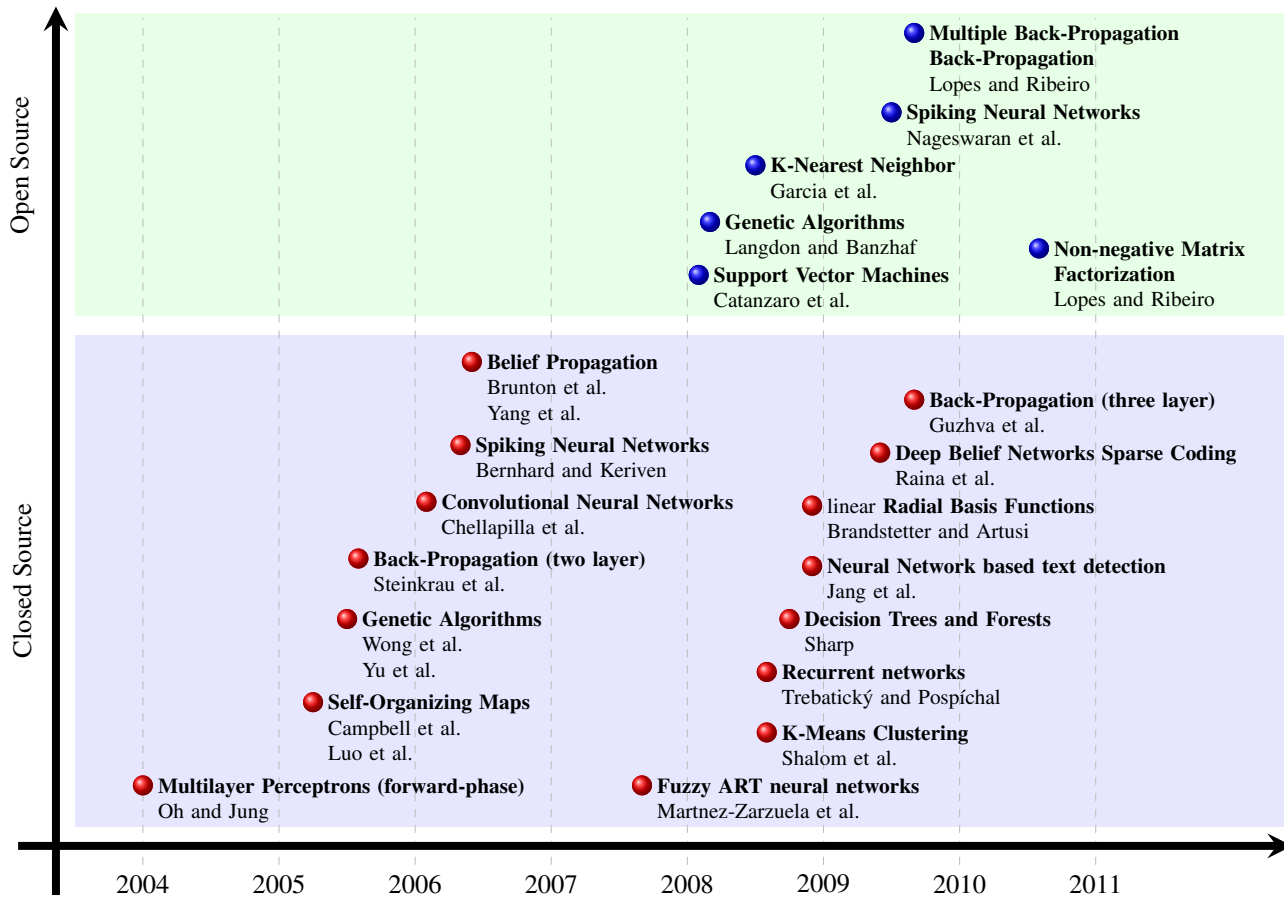 Open Source
Multiple Back-Propagation
Back-Propagation
Lopes and Ribeiro
Spiking Neural Networks
Nageswaran et al.
K-Nearest Neighbor
Garcia et al.
Genetic Algorithms
Langdon and Banzhaf
Support Vector Machines
Catanzaro et al.
Non-negative Matrix
Factorization
Lopes and Ribeiro
Closed Source
Belief Propagation
Brunton et al.
Yang et al.
Spiking Neural Networks
Bernhard and Keriven
Convolutional Neural Networks
Chellapilla et al.
Back-Propagation (two layer)
Steinkrau et al.
Genetic Algorithms
Wong et al.
Yu et al.
Self-Organizing Maps
Campbell et al.
Luo et al.
Multilayer Perceptrons (forward-phase)
Oh and Jung
Back-Propagation (three layer)
Guzhva et al.
Deep Belief Networks Sparse Coding
Raina et al.
linear Radial Basis Functions
Brandstetter and Artusi
Neural Network based text detection
Jang et al.
Decision Trees and Forests
Sharp
Recurrent networks
Trebatický and Pospíchal
K-Means Clustering
Shalom et al.
Fuzzy ART neural networks
Martnez-Zarzuela et al.
2004 2005 2006 2007 2008 2009 2010 2011